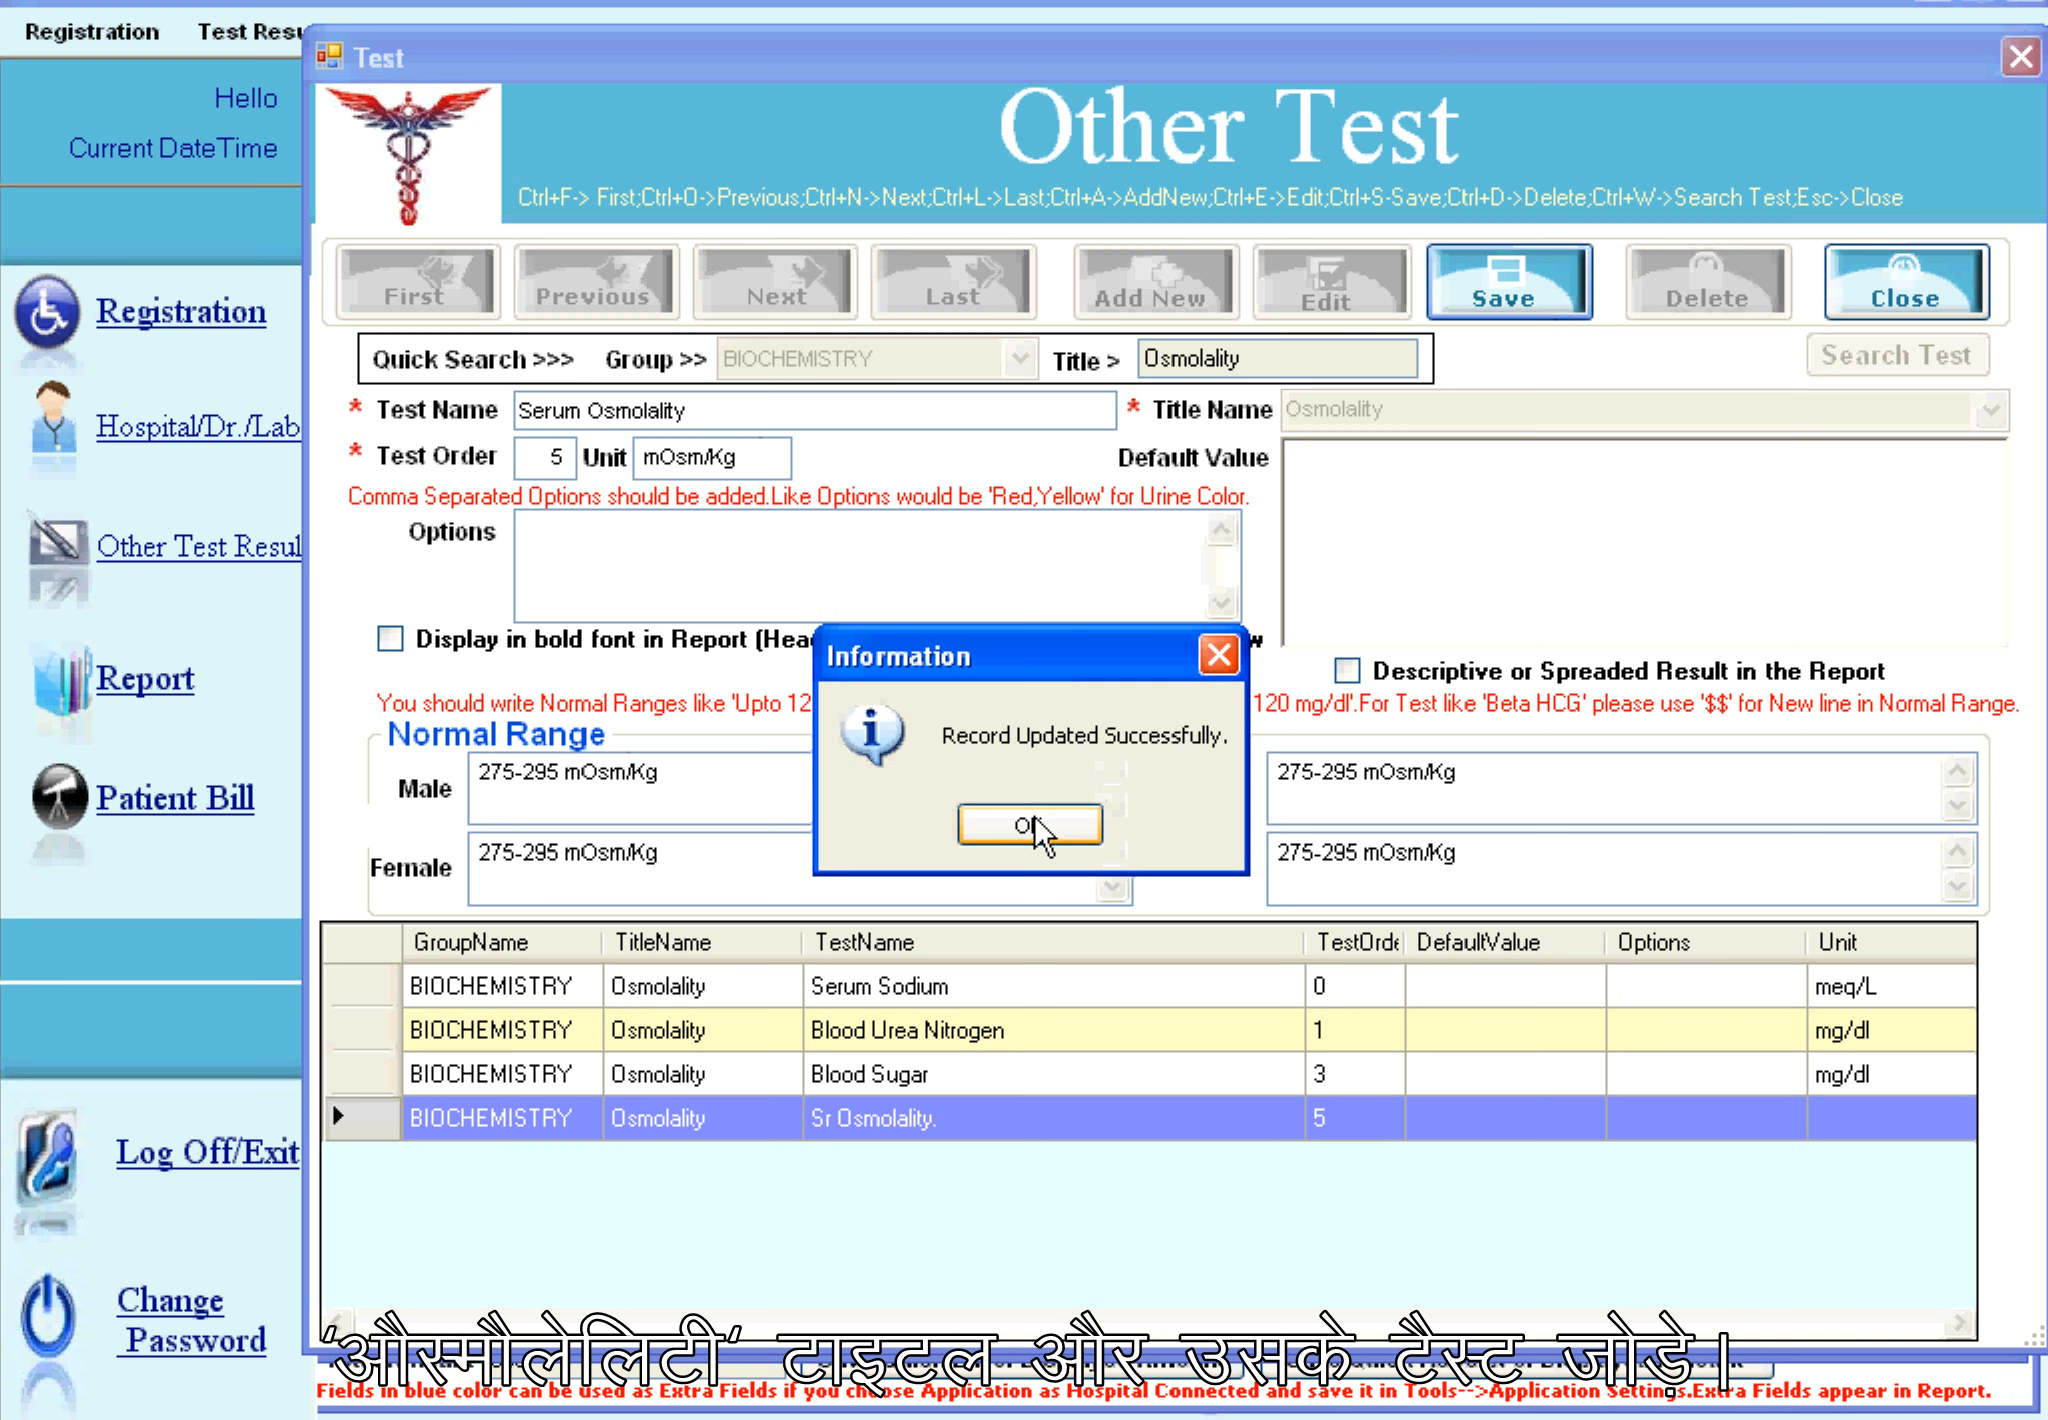 Registration Test Resu
Test
Hello
Current DateTime
Other Test
Ctrl+F-> First;Ctrl+O->Previous;Ctrl+N->Next;Ctrl+L->Last;Ctrl+A->AddNew;Ctrl+E->Edit;Ctrl+S-Save;Ctrl+D->Delete;Ctrl+W->Search Test;Esc->Close
First Previous Next Last Add New Edit Save Delete Close
Registration
Quick Search >>> Group >> BIOCHEMISTRY Title > Osmolality Search Test
* Test Name Serum Osmolality * Title Name Osmolality
Hospital/Dr./Lab
* Test Order 5 Unit mOsm/Kg Default Value
Comma Separated Options should be added.Like Options would be 'Red,Yellow' for Urine Color.
Options
Other Test Resul
Display in bold font in Report (Hea
Information
Descriptive or Spreaded Result in the Report
Report
You should write Normal Ranges like 'Upto 12 120 mg/dl'.For Test like 'Beta HCG' please use '$$' for New line in Normal Range.
Normal Range
Record Updated Successfully.
Male 275-295 mOsm/Kg 275-295 mOsm/Kg
Patient Bill
Female 275-295 mOsm/Kg 275-295 mOsm/Kg
GroupName TitleName TestName TestOrde DefaultValue Options Unit
BIOCHEMISTRY Osmolality Serum Sodium 0 meq/L
BIOCHEMISTRY Osmolality Blood Urea Nitrogen 1 mg/dl
BIOCHEMISTRY Osmolality Blood Sugar 3 mg/dl
BIOCHEMISTRY Osmolality Sr Osmolality. 5
Log Off/Exit
Change
Password
‘औस्मौलेलिटी‘ टाइटल और उसके टैस्ट जोड़े।
Fields in blue color can be used as Extra Fields if you choose Application as Hospital Connected and save it in Tools-->Application Settings.Extra Fields appear in Report.